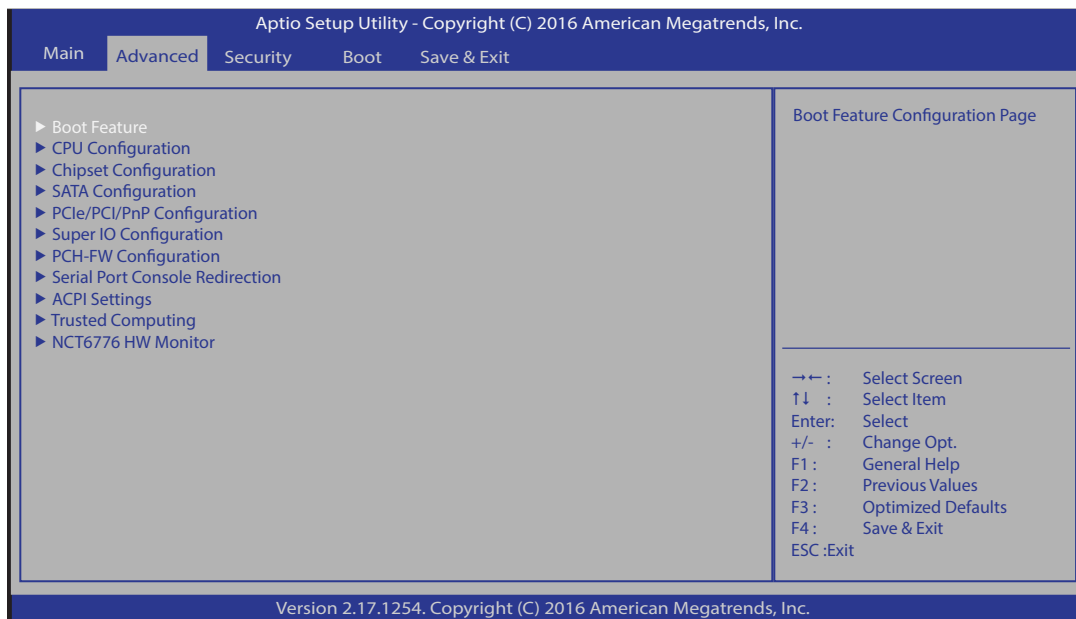 Aptio Setup Utility - Copyright (C) 2016 American Megatrends, Inc.
Main Advanced Security Boot Save & Exit
▶ Boot Feature
▶ CPU Configuration
▶ Chipset Configuration
▶ SATA Configuration
▶ PCIe/PCI/PnP Configuration
▶ Super IO Configuration
▶ PCH-FW Configuration
▶ Serial Port Console Redirection
▶ ACPI Settings
▶ Trusted Computing
▶ NCT6776 HW Monitor
Boot Feature Configuration Page
→← : Select Screen
↑↓ : Select Item
Enter: Select
+/- : Change Opt.
F1 : General Help
F2 : Previous Values
F3 : Optimized Defaults
F4 : Save & Exit
ESC :Exit
Version 2.17.1254. Copyright (C) 2016 American Megatrends, Inc.